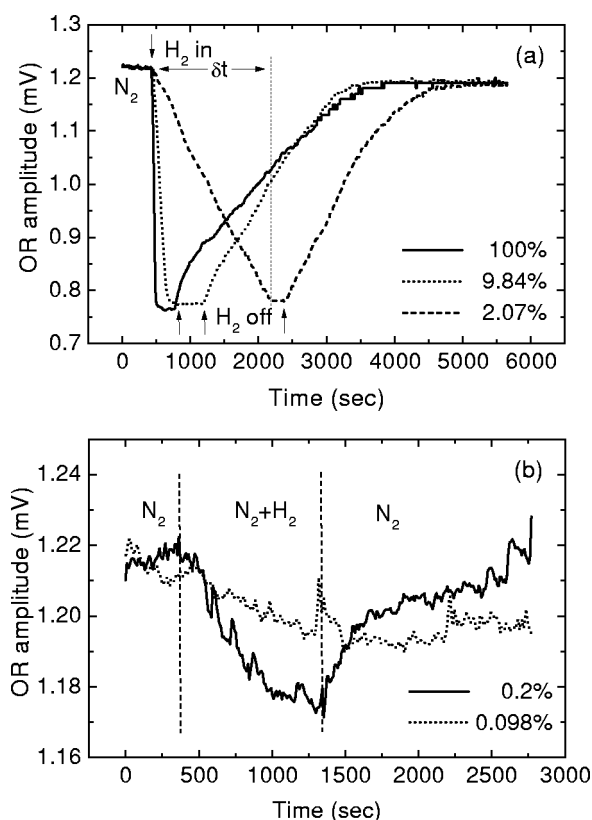 (a)
H₂ in
δt
N₂
H₂ off
100%
9.84%
2.07%
OR amplitude (mV)
1.2
1.1
1.0
0.9
0.8
0.7
0 1000 2000 3000 4000 5000 6000
Time (sec)
(b)
N₂ N₂+H₂ N₂
0.2%
0.098%
OR amplitude (mV)
1.24
1.22
1.20
1.18
1.16
0 500 1000 1500 2000 2500 3000
Time (sec)